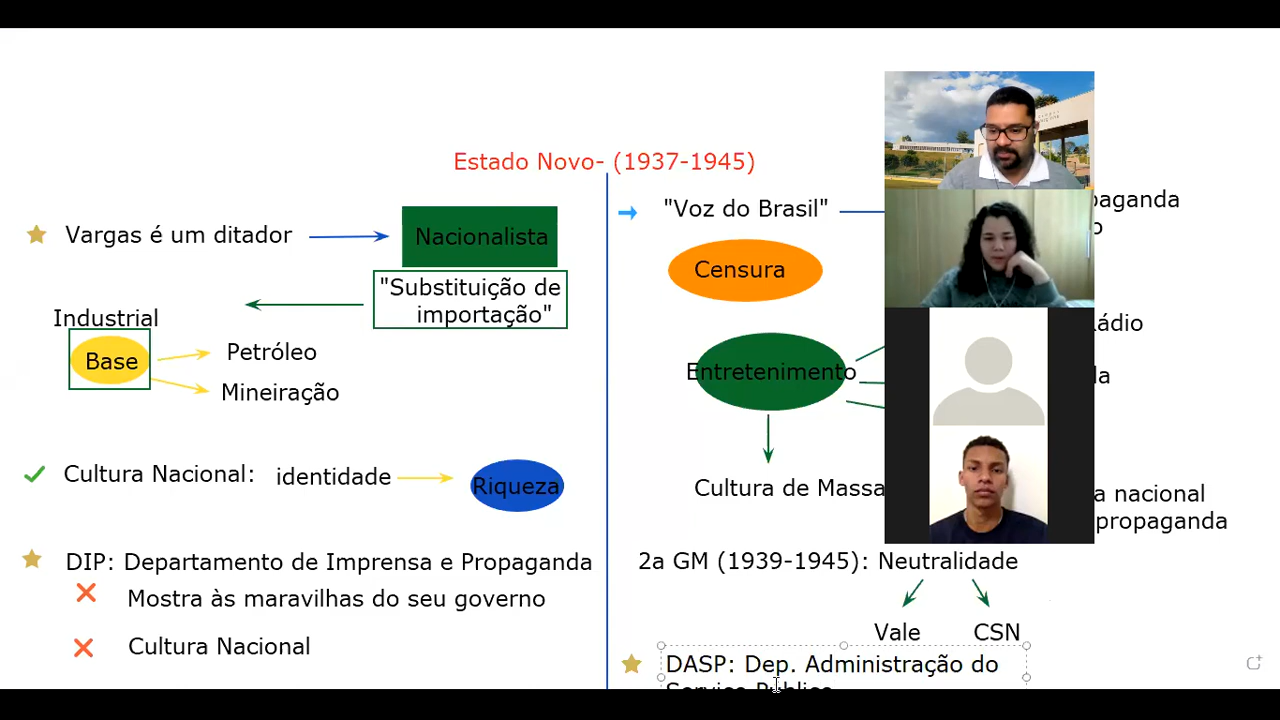 Estado Novo- (1937-1945)
Vargas é um ditador
Nacionalista
"Substituição de
importação"
Industrial
Base
Petróleo
Mineiração
Cultura Nacional:
identidade
Riqueza
DIP: Departamento de Imprensa e Propaganda
Mostra às maravilhas do seu governo
Cultura Nacional
"Voz do Brasil"
Censura
Entretenimento
Cultura de Massa
a nacional
propaganda
2a GM (1939-1945): Neutralidade
Vale
CSN
DASP: Dep. Administração do
Serviço Público